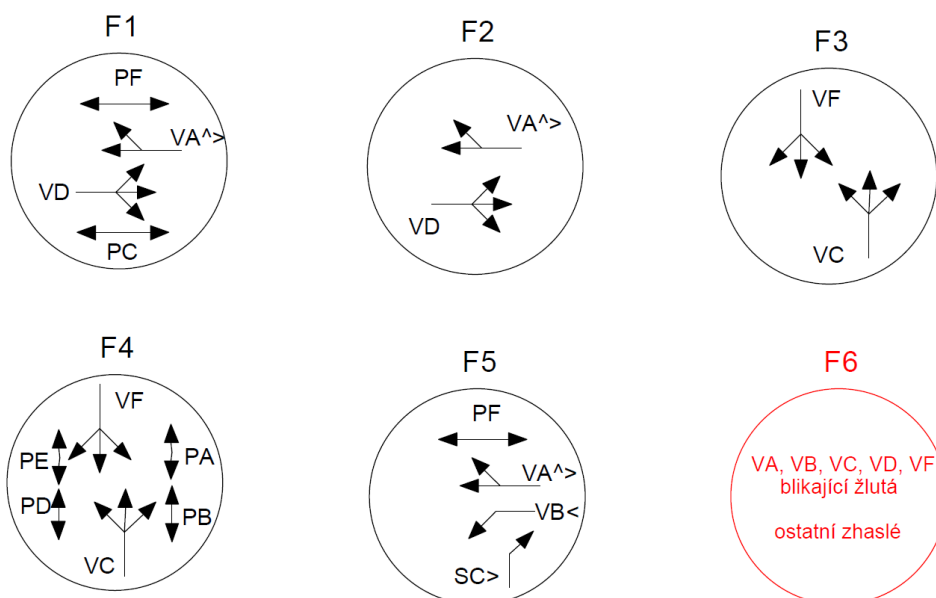 F1
PF
VA^>
VD
PC
F2
VA^>
VD
F3
VF
VC
F4
VF
PE
PA
PD
PB
VC
F5
PF
VA^>
VB<
SC>
F6
VA, VB, VC, VD, VF
blikající žlutá
ostatní zhaslé